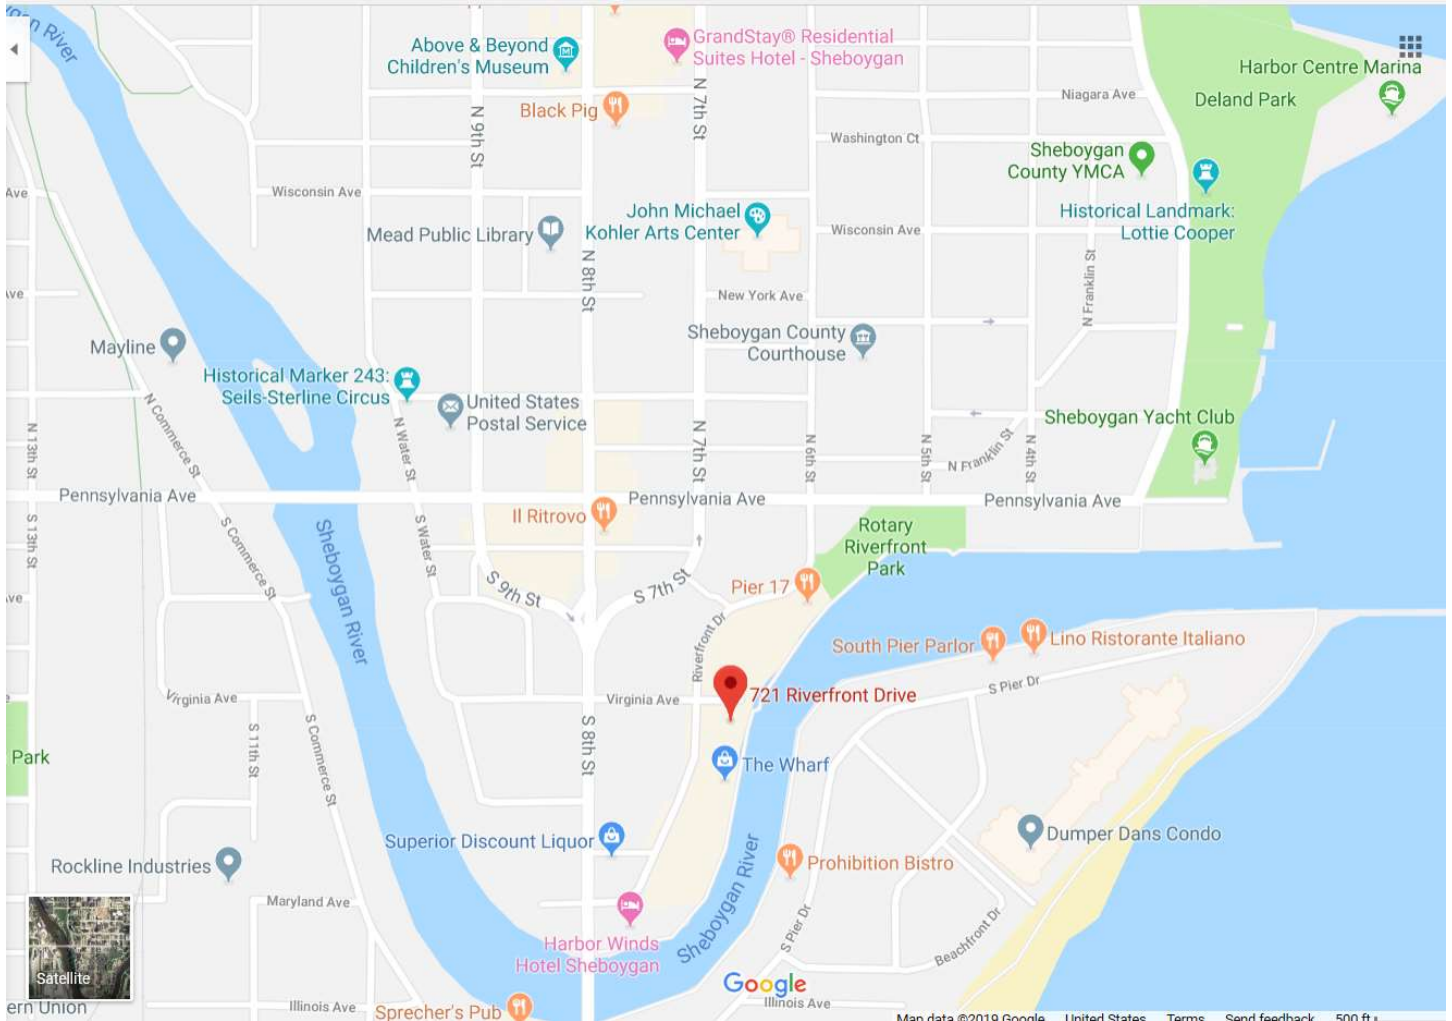 GrandStay® Residential
Suites Hotel - Sheboygan
Above & Beyond
Children's Museum
Harbor Centre Marina
Deland Park
Niagara Ave
Black Pig
N 7th St
N 9th St
Washington Ct
Sheboygan
County YMCA
Wisconsin Ave
Ave
John Michael
Kohler Arts Center
Mead Public Library
Historical Landmark:
Lottie Cooper
Wisconsin Ave
N 8th St
N Franklin St
New York Ave
Sheboygan County
Courthouse
Mayline
Historical Marker 243:
Seils-Sterline Circus
United States
Postal Service
Sheboygan Yacht Club
N Commerce St
N 13th St
N Water St
N 7th St
N 6th St
N 5th St
N Franklin St
N 4th St
Pennsylvania Ave
Pennsylvania Ave
Pennsylvania Ave
Il Ritrovo
S 13th St
S Commerce St
Sheboygan River
S Water St
Rotary
Riverfront
Park
S 9th St
S 7th St
Pier 17
Riverfront Dr
South Pier Parlor
Lino Ristorante Italiano
S Pier Dr
Virginia Ave
Virginia Ave
721 Riverfront Drive
S 11th St
S Commerce St
S 8th St
Park
The Wharf
Superior Discount Liquor
Dumper Dans Condo
Rockline Industries
Prohibition Bistro
Sheboygan River
Maryland Ave
Harbor Winds
Hotel Sheboygan
S Pier Dr
Beachfront Dr
Satellite
Google
Illinois Ave
Illinois Ave
Sprecher's Pub
ern Union
Map data ©2019 Google United States Terms Send feedback 500 ft